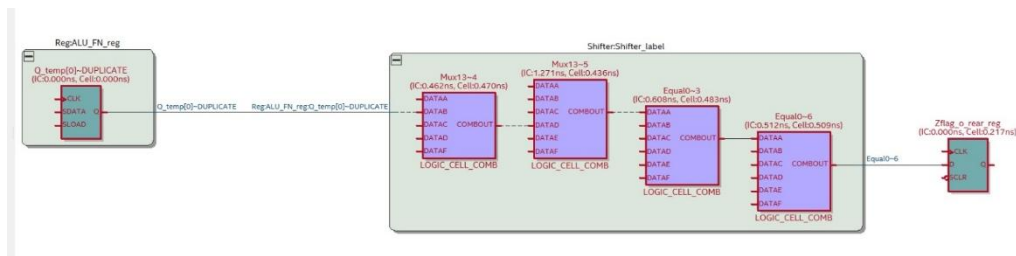 Reg:ALU_FN_reg
Q_temp[0]~DUPLICATE
(IC:0.000ns, Cell:0.000ns)
CLK
SDATA Q
SLOAD
Q_temp[0]~DUPLICATE
Reg:ALU_FN_reg:Q_temp[0]~DUPLICATE
Shifter:Shifter_label
Mux13~4
(IC:0.462ns, Cell:0.470ns)
DATAA
DATAB
DATAC COMBOUT
DATAD
DATAE
DATAF
LOGIC_CELL_COMB
Mux13~5
(IC:1.271ns, Cell:0.436ns)
DATAA
DATAB
DATAC COMBOUT
DATAD
DATAE
DATAF
LOGIC_CELL_COMB
Equal0~3
(IC:0.608ns, Cell:0.483ns)
DATAA
DATAB
DATAC COMBOUT
DATAD
DATAE
DATAF
LOGIC_CELL_COMB
Equal0~6
(IC:0.512ns, Cell:0.509ns)
DATAA
DATAB
DATAC COMBOUT
DATAD
DATAE
DATAF
LOGIC_CELL_COMB
Equal0~6
Zflag_o_rear_reg
(IC:0.000ns, Cell:0.217ns)
CLK
D Q
SCLR